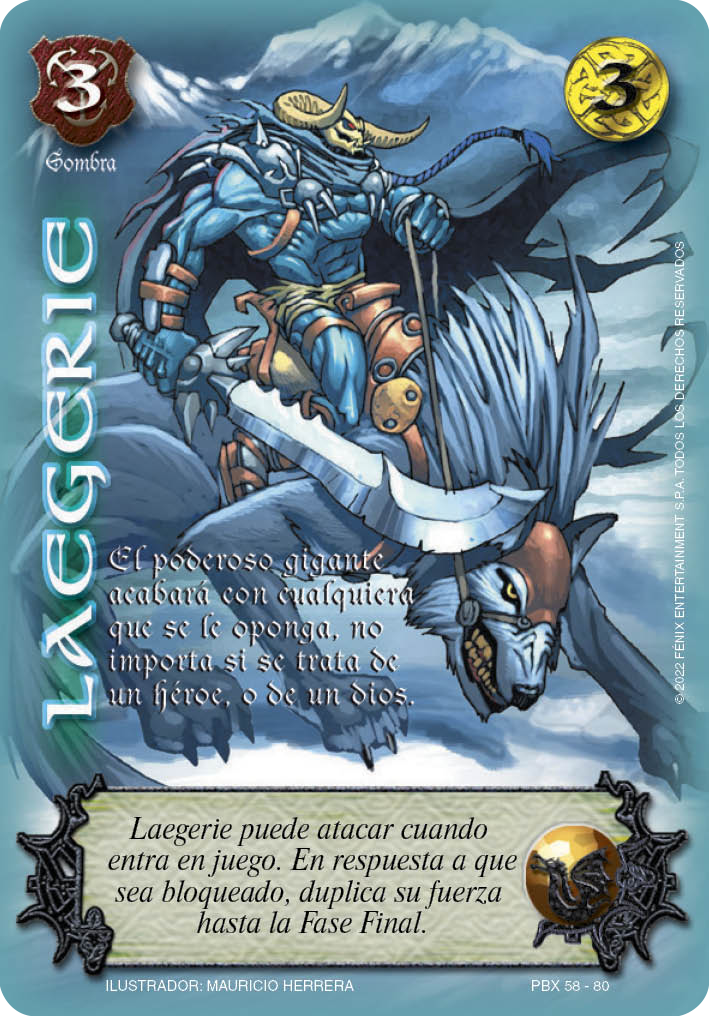 3
3
Sombra
LAEGERIE
El poderoso gigante
acabará con cualquiera
que se le oponga, no
importa si se trata de
un héroe, o de un dios.
© 2022 FÉNIX ENTERTAINMENT S.P.A. TODOS LOS DERECHOS RESERVADOS
Laegerie puede atacar cuando
entra en juego. En respuesta a que
sea bloqueado, duplica su fuerza
hasta la Fase Final.
ILUSTRADOR: MAURICIO HERRERA
PBX 58 - 80